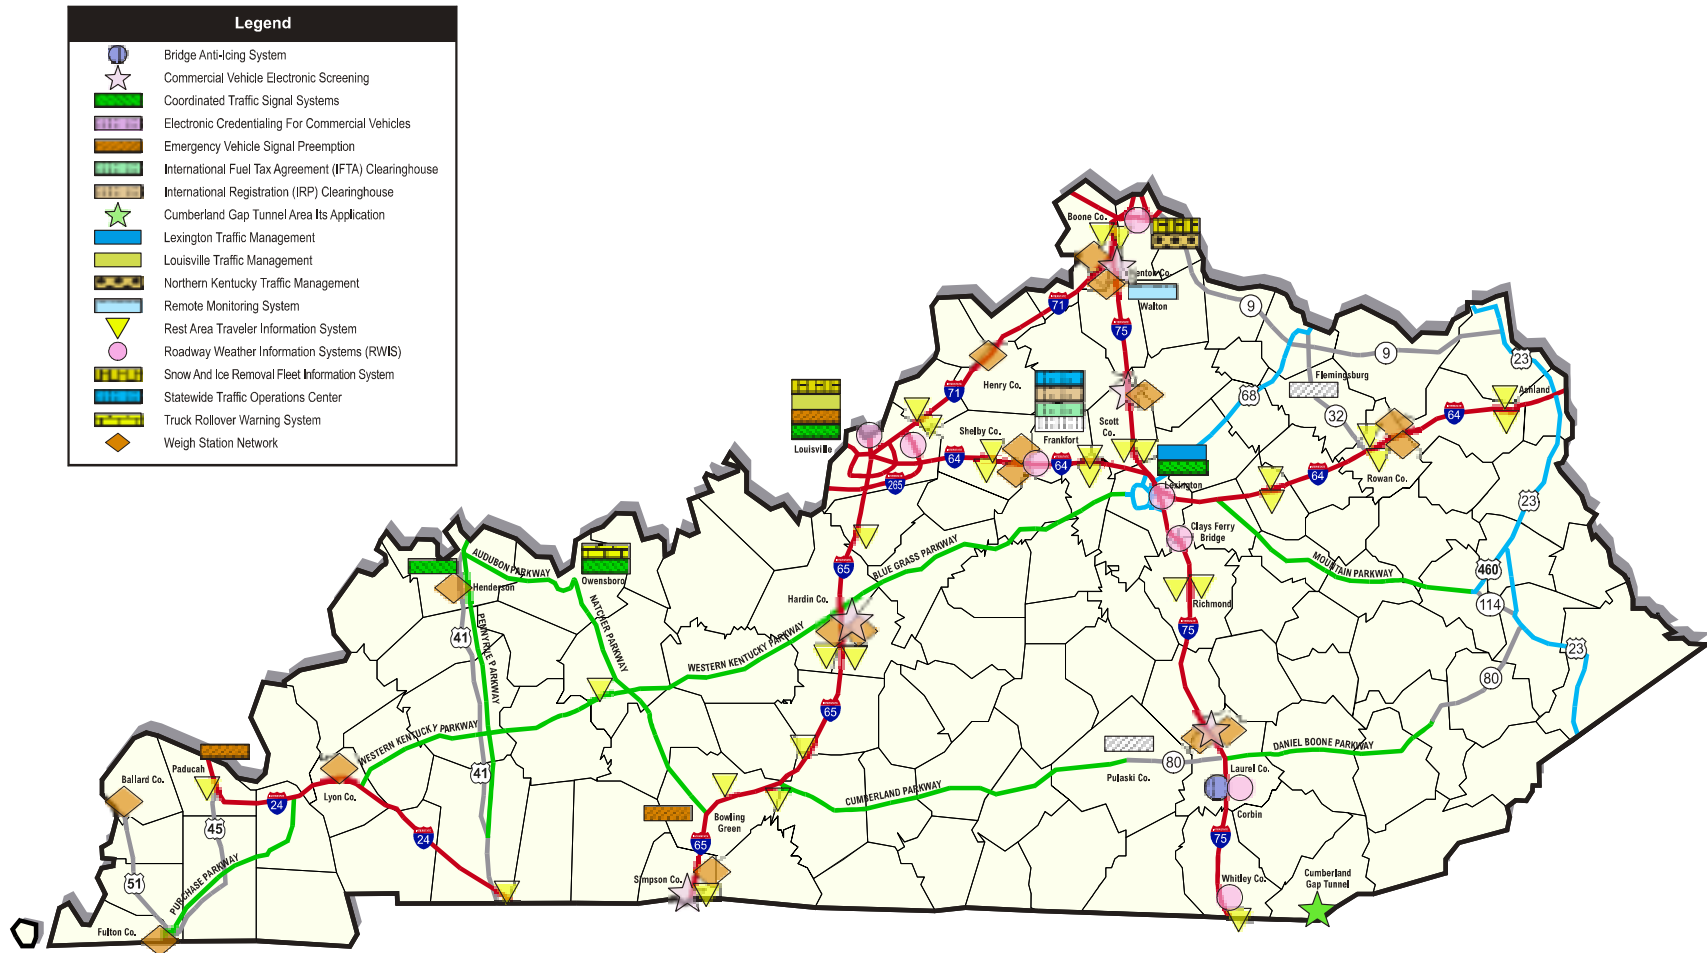 Legend
Bridge Anti-Icing System
Commercial Vehicle Electronic Screening
Coordinated Traffic Signal Systems
Electronic Credentialing For Commercial Vehicles
Emergency Vehicle Signal Preemption
International Fuel Tax Agreement (IFTA) Clearinghouse
International Registration (IRP) Clearinghouse
Cumberland Gap Tunnel Area Its Application
Lexington Traffic Management
Louisville Traffic Management
Northern Kentucky Traffic Management
Remote Monitoring System
Rest Area Traveler Information System
Roadway Weather Information Systems (RWIS)
Snow And Ice Removal Fleet Information System
Statewide Traffic Operations Center
Truck Rollover Warning System
Weigh Station Network
Boone Co.
Walton
71
75
9
9
23
Flemingsburg
Ashland
68
32
64
Henry Co.
71
Shelby Co.
Frankfort
Scott
Co.
Louisville
64
64
265
64
Rowan Co.
Lexington
23
Clays Ferry
Bridge
BLUE GRASS PARKWAY
MOUNTAIN PARKWAY
460
114
AUDUBON PARKWAY
Owensboro
Henderson
65
Hardin Co.
Richmond
75
NATCHER PARKWAY
PENNYRILE PARKWAY
41
WESTERN KENTUCKY PARKWAY
23
80
65
WESTERN KENTUCKY PARKWAY
DANIEL BOONE PARKWAY
Paducah
Ballard Co.
41
Pulaski Co.
80
Laurel Co.
Lyon Co.
24
CUMBERLAND PARKWAY
Corbin
Bowling
Green
45
24
65
75
PURCHASE PARKWAY
51
Simpson Co.
Whitley Co.
Cumberland
Gap Tunnel
Fulton Co.